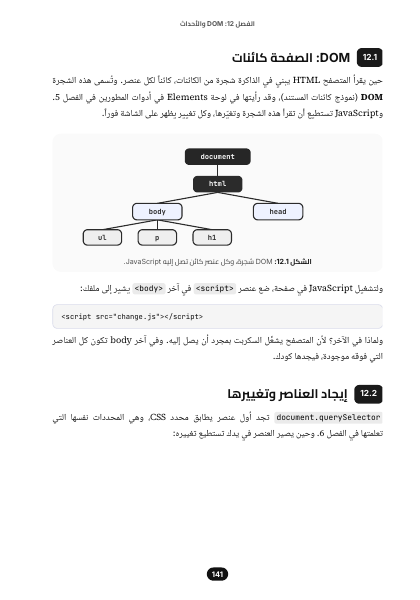 الفصل 12: DOM والأحداث
12.1 DOM: الصفحة كائنات
حين يقرأ المتصفح HTML يبني في الذاكرة شجرة من الكائنات، كائناً لكل عنصر. وتُسمى هذه الشجرة
DOM (نموذج كائنات المستند)، وقد رأيتها في لوحة Elements في أدوات المطورين في الفصل 5.
وJavaScript تستطيع أن تقرأ هذه الشجرة وتغيّرها، وكل تغيير يظهر على الشاشة فوراً.
document
html
body head
ul p h1
الشكل 12.1: DOM شجرة، وكل عنصر كائن تصل إليه JavaScript.
ولتشغيل JavaScript في صفحة، ضع عنصر <script> في آخر <body> يشير إلى ملفك:
<script src="change.js"></script>
ولماذا في الآخر؟ لأن المتصفح يشغّل السكربت بمجرد أن يصل إليه. وفي آخر body تكون كل العناصر
التي فوقه موجودة، فيجدها كودك.
12.2 إيجاد العناصر وتغييرها
document.querySelector تجد أول عنصر يطابق محدد CSS، وهي المحددات نفسها التي
تعلمتها في الفصل 6. وحين يصير العنصر في يدك تستطيع تغييره:
141